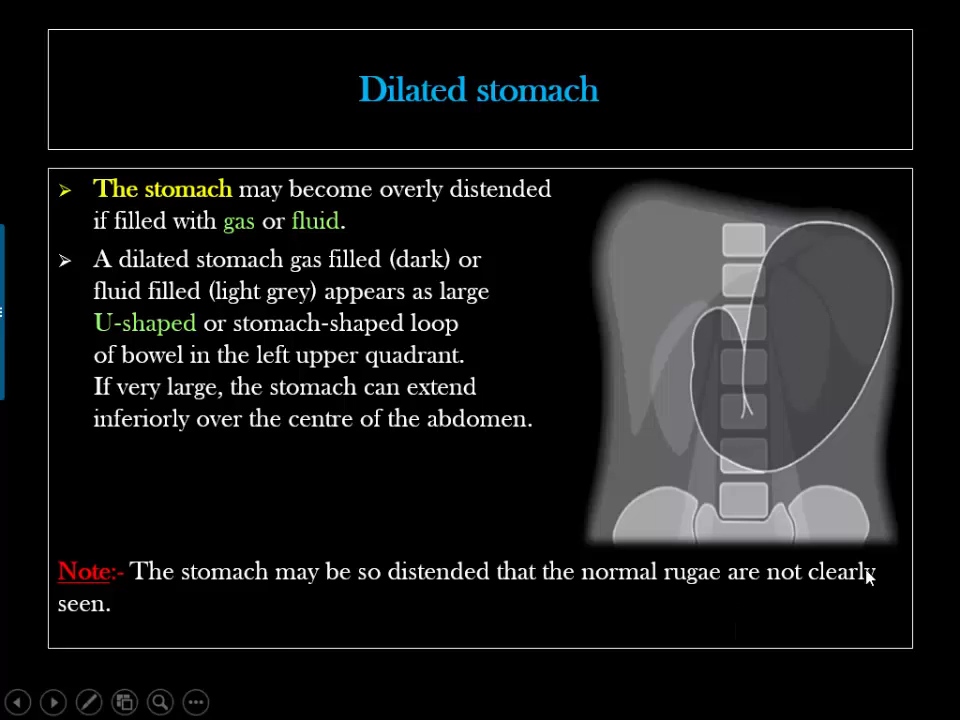 Dilated stomach
The stomach may become overly distended
if filled with gas or fluid.
A dilated stomach gas filled (dark) or
fluid filled (light grey) appears as large
U-shaped or stomach-shaped loop
of bowel in the left upper quadrant.
If very large, the stomach can extend
inferiorly over the centre of the abdomen.
Note:- The stomach may be so distended that the normal rugae are not clearly
seen.